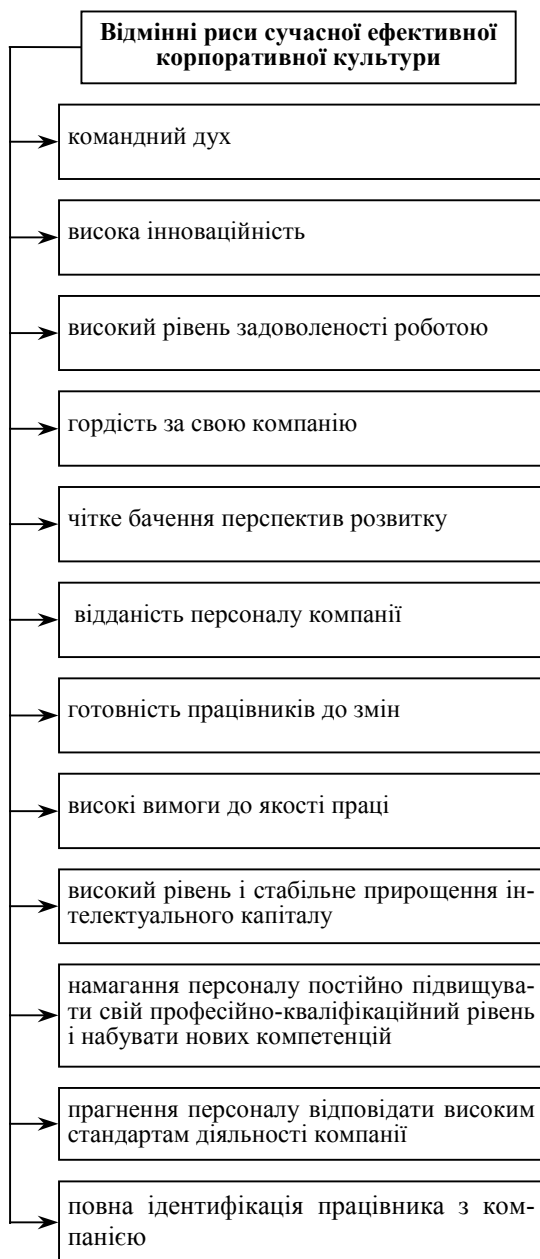 Відмінні риси сучасної ефективної
корпоративної культури
командний дух
висока інноваційність
високий рівень задоволеності роботою
гордість за свою компанію
чітке бачення перспектив розвитку
відданість персоналу компанії
готовність працівників до змін
високі вимоги до якості праці
високий рівень і стабільне прирощення ін-
телектуального капіталу
намагання персоналу постійно підвищува-
ти свій професійно-кваліфікаційний рівень
і набувати нових компетенцій
прагнення персоналу відповідати високим
стандартам діяльності компанії
повна ідентифікація працівника з ком-
панією